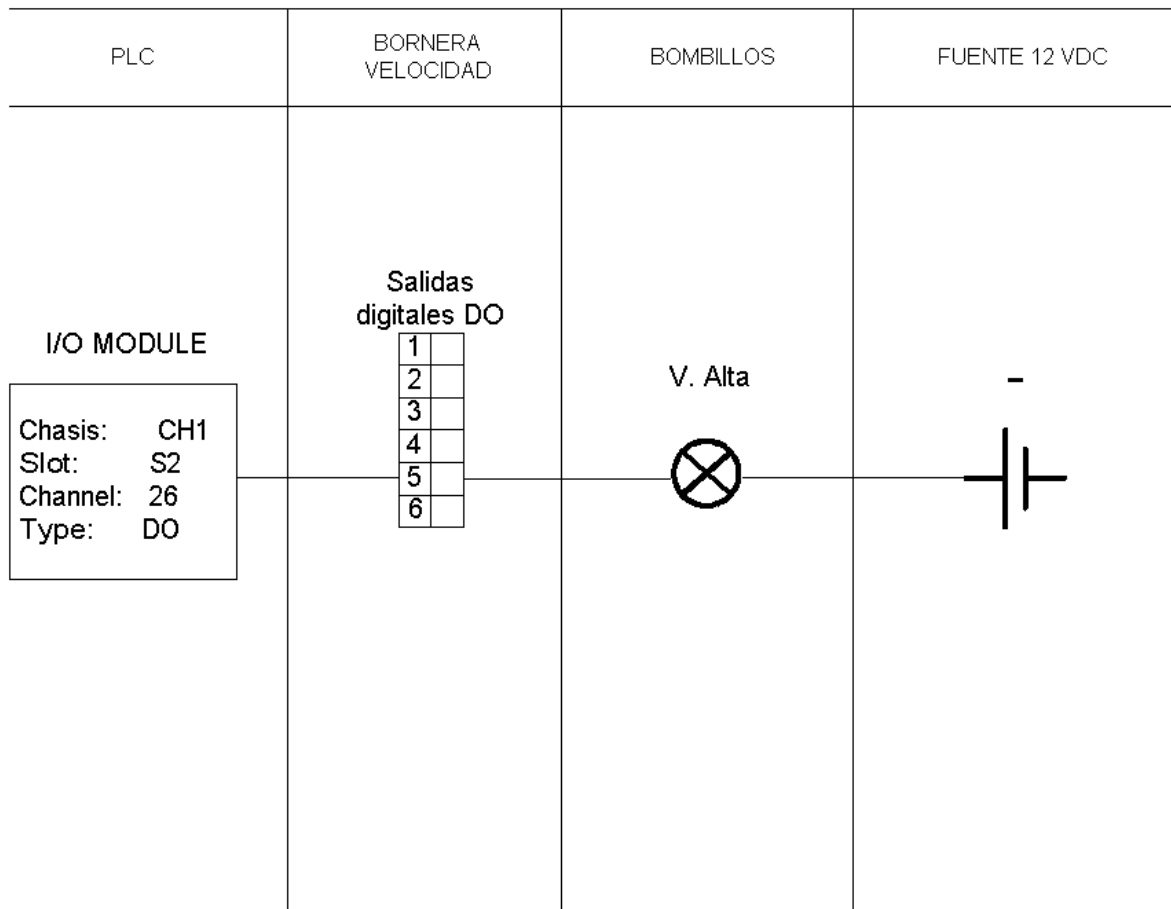 PLC
BORNERA
VELOCIDAD
BOMBILLOS
FUENTE 12 VDC
I/O MODULE
Chasis: CH1
Slot: S2
Channel: 26
Type: DO
Salidas
digitales DO
1
2
3
4
5
6
V. Alta
-